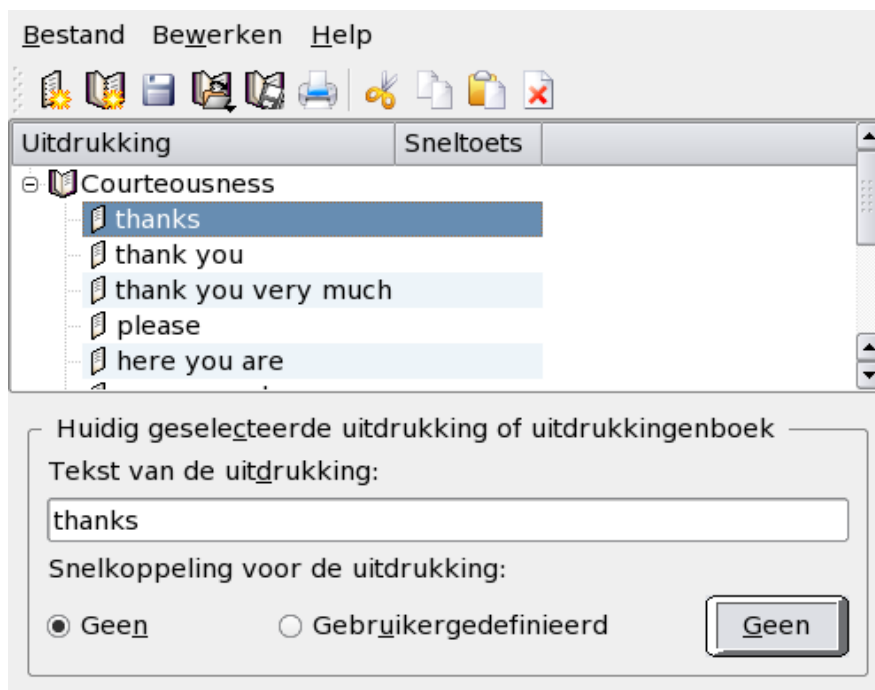 Bestand Bewerken Help
Uitdrukking Sneltoets
Courteousness
thanks
thank you
thank you very much
please
here you are
Huidig geselecteerde uitdrukking of uitdrukkingenboek
Tekst van de uitdrukking:
thanks
Snelkoppeling voor de uitdrukking:
Geen Gebruikergedefinieerd Geen